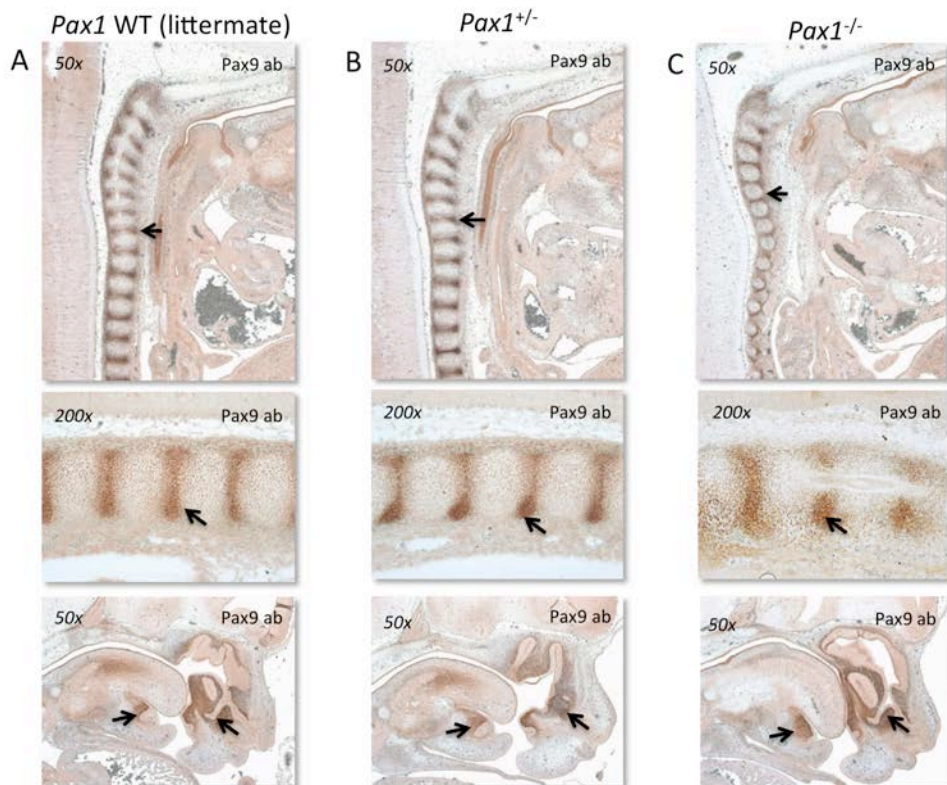 Pax1 WT (littermate)
Pax1+/-
Pax1-/-
A
50x
Pax9 ab
B
50x
Pax9 ab
C
50x
Pax9 ab
200x
Pax9 ab
200x
Pax9 ab
200x
Pax9 ab
50x
Pax9 ab
50x
Pax9 ab
50x
Pax9 ab